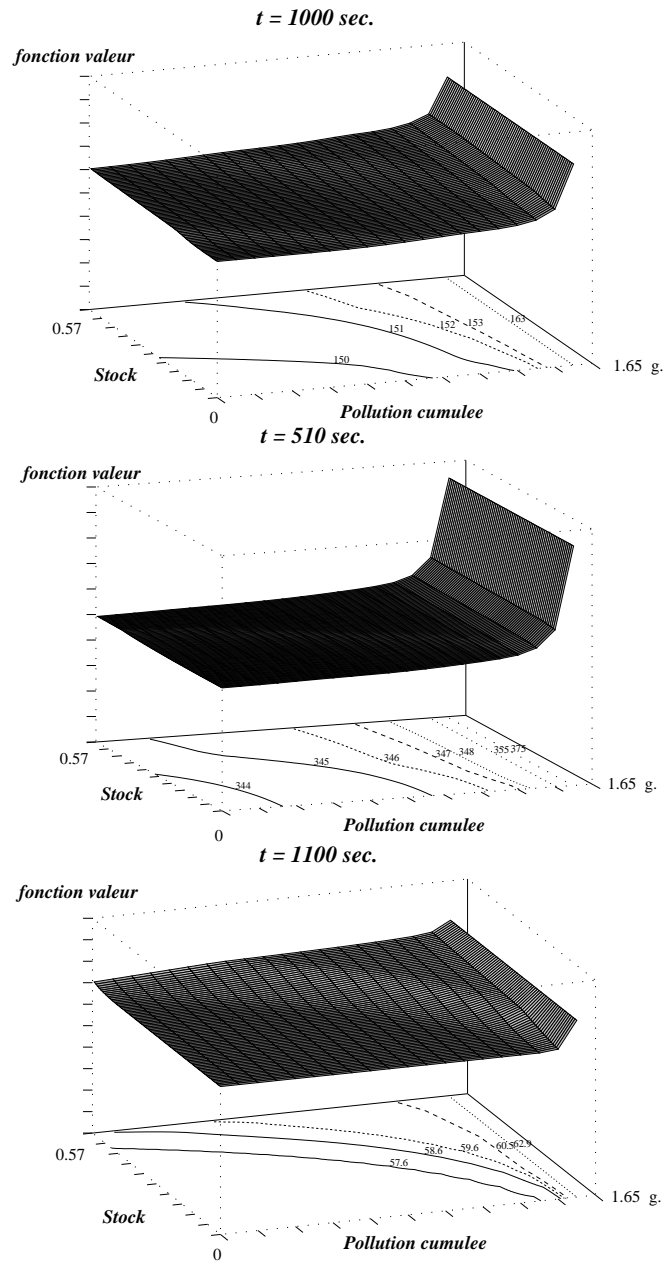 t = 1000 sec.
fonction valeur
0.57
Stock
0
Pollution cumulee
1.65 g.
150
151
152
153
163
t = 510 sec.
fonction valeur
0.57
Stock
0
Pollution cumulee
1.65 g.
344
345
346
347
348
355
375
t = 1100 sec.
fonction valeur
0.57
Stock
0
Pollution cumulee
1.65 g.
57.6
58.6
59.6
60.5
62.9